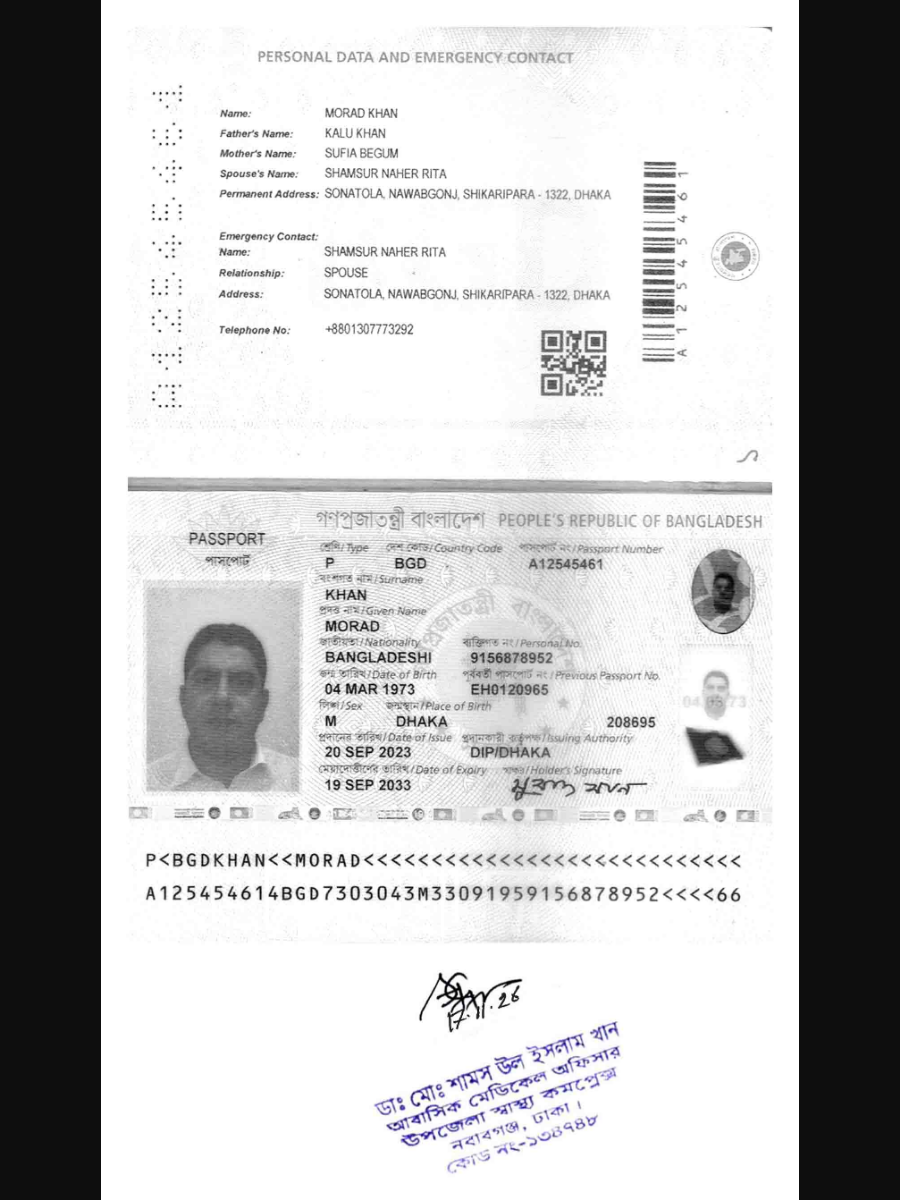 PERSONAL DATA AND EMERGENCY CONTACT
Name: MORAD KHAN
Father's Name: KALU KHAN
Mother's Name: SUFIA BEGUM
Spouse's Name: SHAMSUR NAHER RITA
Permanent Address: SONATOLA, NAWABGONJ, SHIKARIPARA - 1322, DHAKA
Emergency Contact:
Name: SHAMSUR NAHER RITA
Relationship: SPOUSE
Address: SONATOLA, NAWABGONJ, SHIKARIPARA - 1322, DHAKA
Telephone No: +8801307773292
A12545461
গণপ্রজাতন্ত্রী বাংলাদেশ PEOPLE'S REPUBLIC OF BANGLADESH
PASSPORT
পাসপোর্ট
শ্রেণি/Type দেশ কোড/Country Code পাসপোর্ট নং/Passport Number
P BGD A12545461
বংশগত নাম/Surname
KHAN
প্রদত্ত নাম/Given Name
MORAD
জাতীয়তা/Nationality ব্যক্তিগত নং/Personal No.
BANGLADESHI 9156878952
জন্ম তারিখ/Date of Birth পূর্ববর্তী পাসপোর্ট নং/Previous Passport No.
04 MAR 1973 EH0120965
লিঙ্গ/Sex জন্মস্থান/Place of Birth
M DHAKA 208695
প্রদানের তারিখ/Date of Issue প্রদানকারী কর্তৃপক্ষ/Issuing Authority
20 SEP 2023 DIP/DHAKA
মেয়াদোত্তীর্ণের তারিখ/Date of Expiry স্বাক্ষর/Holder's Signature
19 SEP 2033
P<BGDKHAN<<MORAD<<<<<<<<<<<<<<<<<<<<<<<<<<<<
A125454614BGD7303043M33091959156878952<<<<66
ডাঃ মোঃ শামস উল ইসলাম খান
আবাসিক মেডিকেল অফিসার
উপজেলা স্বাস্থ্য কমপ্লেক্স
নবাবগঞ্জ, ঢাকা।
কোড নং-১৩৪৭৪৮